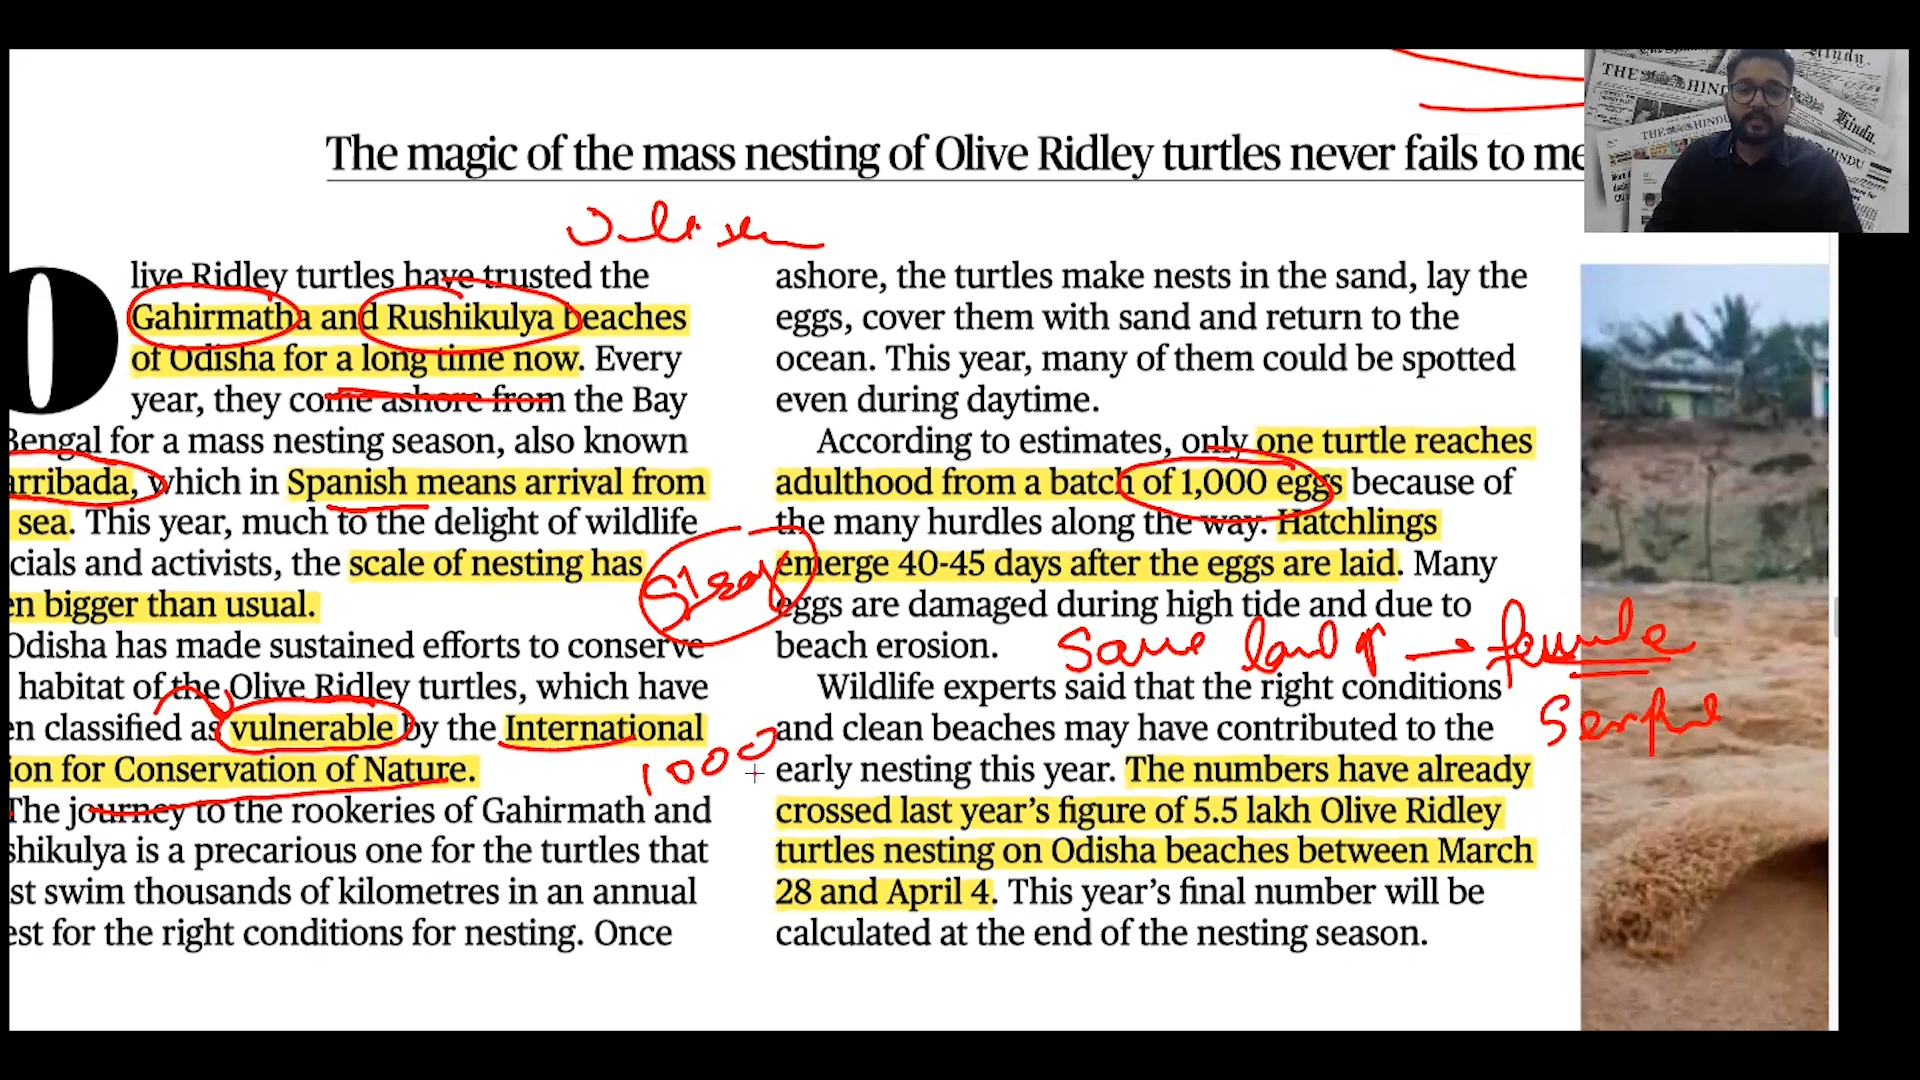 The magic of the mass nesting of Olive Ridley turtles never fails to me
O
live Ridley turtles have trusted the
Gahirmatha and Rushikulya beaches
of Odisha for a long time now. Every
year, they come ashore from the Bay
Bengal for a mass nesting season, also known
arribada, which in Spanish means arrival from
sea. This year, much to the delight of wildlife
cials and activists, the scale of nesting has
en bigger than usual.
Odisha has made sustained efforts to conserve
habitat of the Olive Ridley turtles, which have
en classified as vulnerable by the International
ion for Conservation of Nature.
The journey to the rookeries of Gahirmath and
shikulya is a precarious one for the turtles that
st swim thousands of kilometres in an annual
est for the right conditions for nesting. Once
1000
ashore, the turtles make nests in the sand, lay the
eggs, cover them with sand and return to the
ocean. This year, many of them could be spotted
even during daytime.
According to estimates, only one turtle reaches
adulthood from a batch of 1,000 eggs because of
the many hurdles along the way. Hatchlings
emerge 40-45 days after the eggs are laid. Many
eggs are damaged during high tide and due to
beach erosion.
Same land female
Wildlife experts said that the right conditions
and clean beaches may have contributed to the
early nesting this year. The numbers have already
crossed last year's figure of 5.5 lakh Olive Ridley
turtles nesting on Odisha beaches between March
28 and April 4. This year's final number will be
calculated at the end of the nesting season.
THE HIN
Hindu.
THE HINDU
Hindu
HINDU